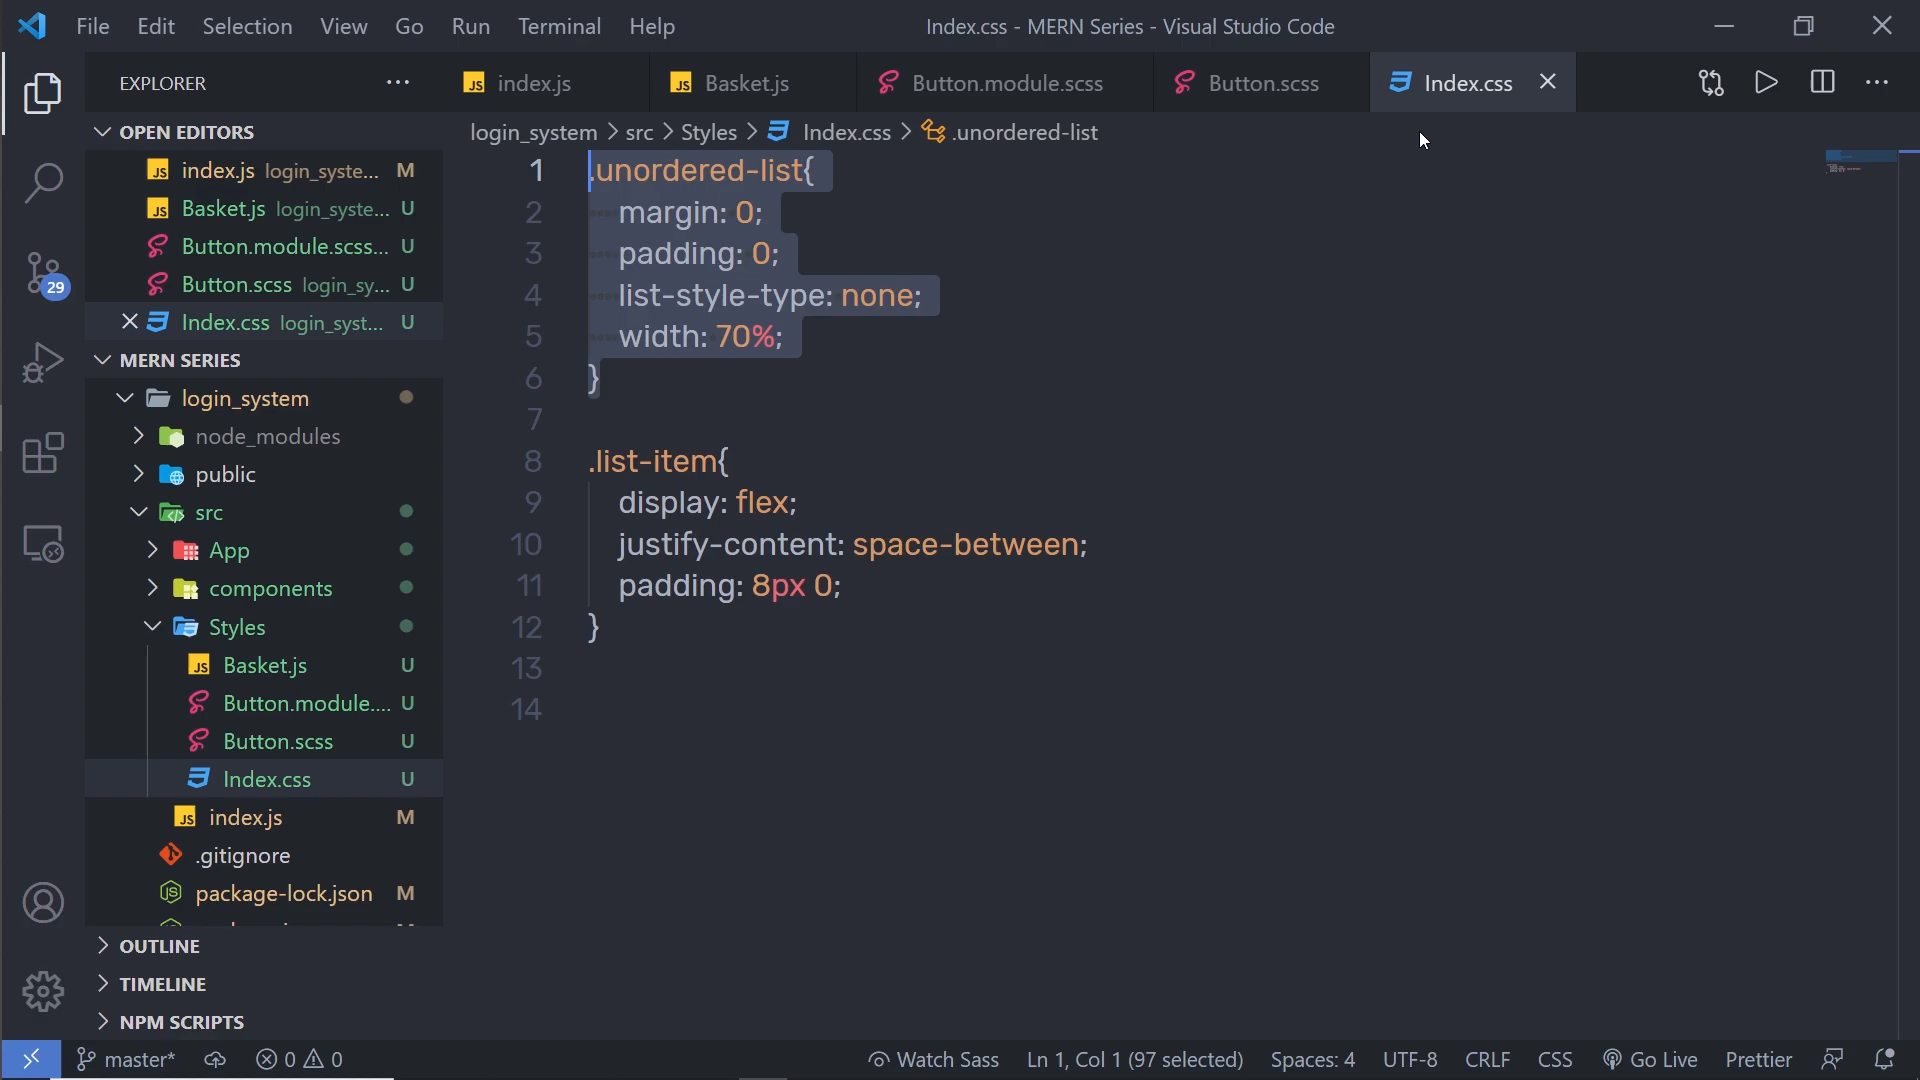 File Edit Selection View Go Run Terminal Help Index.css - MERN Series - Visual Studio Code
EXPLORER ··· JS index.js JS Basket.js Button.module.scss Button.scss Index.css
OPEN EDITORS
JS index.js login_syste... M
JS Basket.js login_syste... U
Button.module.scss... U
Button.scss login_sy... U
Index.css login_syst... U
MERN SERIES
login_system
node_modules
public
src
App
components
Styles
JS Basket.js U
Button.module.... U
Button.scss U
Index.css U
JS index.js M
.gitignore
package-lock.json M
OUTLINE
TIMELINE
NPM SCRIPTS
29
login_system > src > Styles > Index.css > .unordered-list
1 .unordered-list{
2 margin: 0;
3 padding: 0;
4 list-style-type: none;
5 width: 70%;
6 }
7
8 .list-item{
9 display: flex;
10 justify-content: space-between;
11 padding: 8px 0;
12 }
13
14
master* 0 0 Watch Sass Ln 1, Col 1 (97 selected) Spaces: 4 UTF-8 CRLF CSS Go Live Prettier